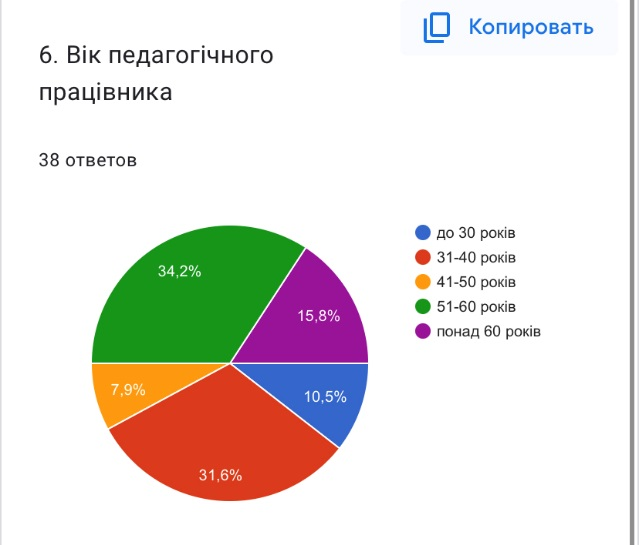 Копировать
6. Вік педагогічного
працівника
38 ответов
34,2%
15,8%
7,9%
10,5%
31,6%
до 30 років
31-40 років
41-50 років
51-60 років
понад 60 років